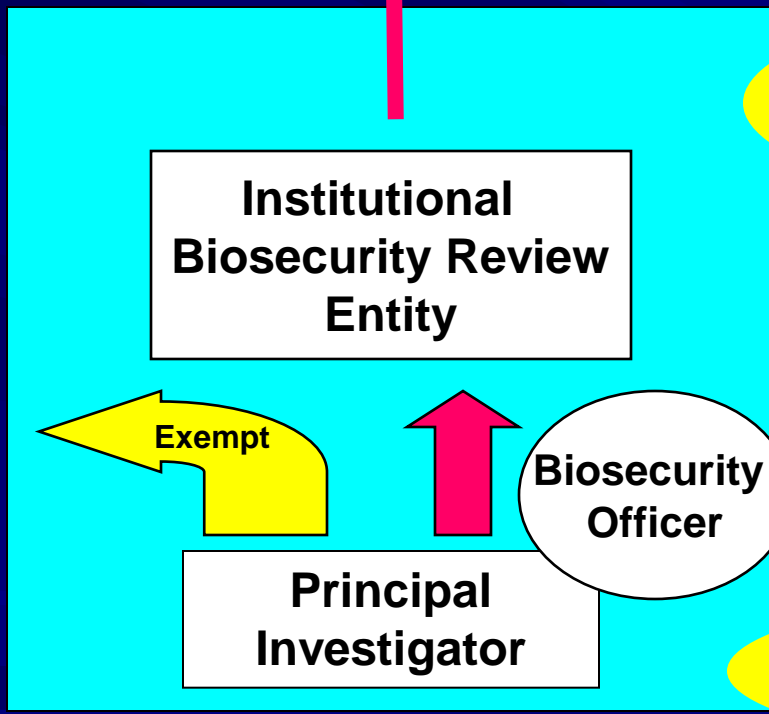 Institutional
Biosecurity Review
Entity
Exempt
Biosecurity
Officer
Principal
Investigator